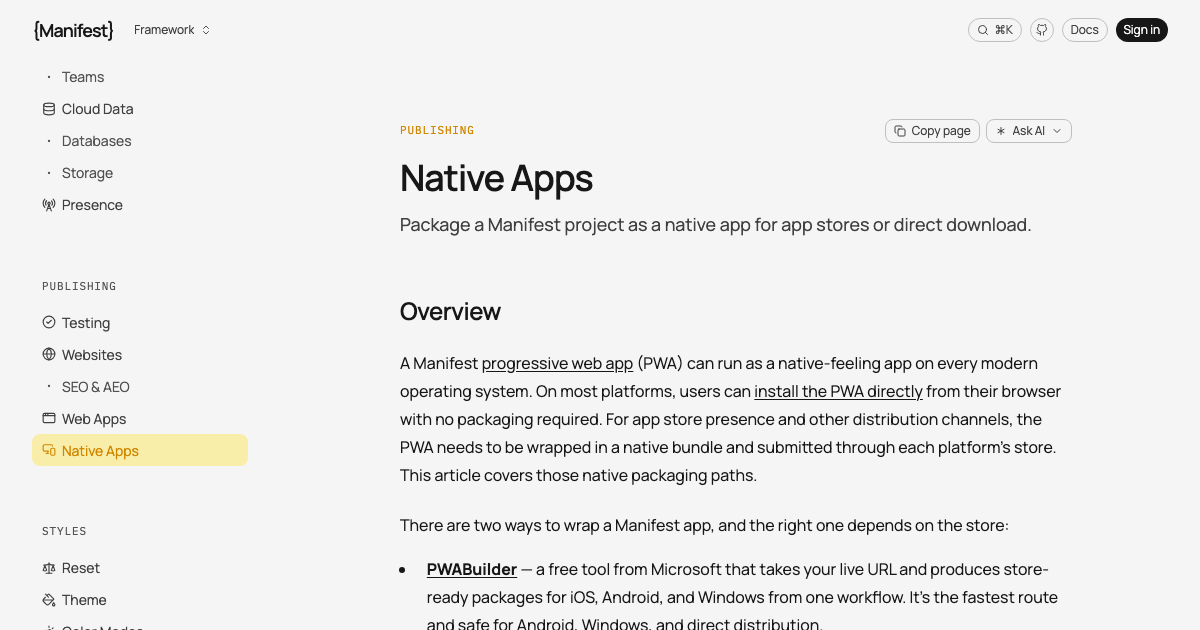 {Manifest} Framework ⌘K Docs Sign in
· Teams
Cloud Data
· Databases
· Storage
Presence
PUBLISHING
Testing
Websites
· SEO & AEO
Web Apps
Native Apps
STYLES
Reset
Theme
Color Modes
PUBLISHING
Copy page Ask AI
Native Apps
Package a Manifest project as a native app for app stores or direct download.
Overview
A Manifest progressive web app (PWA) can run as a native-feeling app on every modern
operating system. On most platforms, users can install the PWA directly from their browser
with no packaging required. For app store presence and other distribution channels, the
PWA needs to be wrapped in a native bundle and submitted through each platform's store.
This article covers those native packaging paths.
There are two ways to wrap a Manifest app, and the right one depends on the store:
• PWABuilder — a free tool from Microsoft that takes your live URL and produces store-
ready packages for iOS, Android, and Windows from one workflow. It's the fastest route
and safe for Android, Windows, and direct distribution.